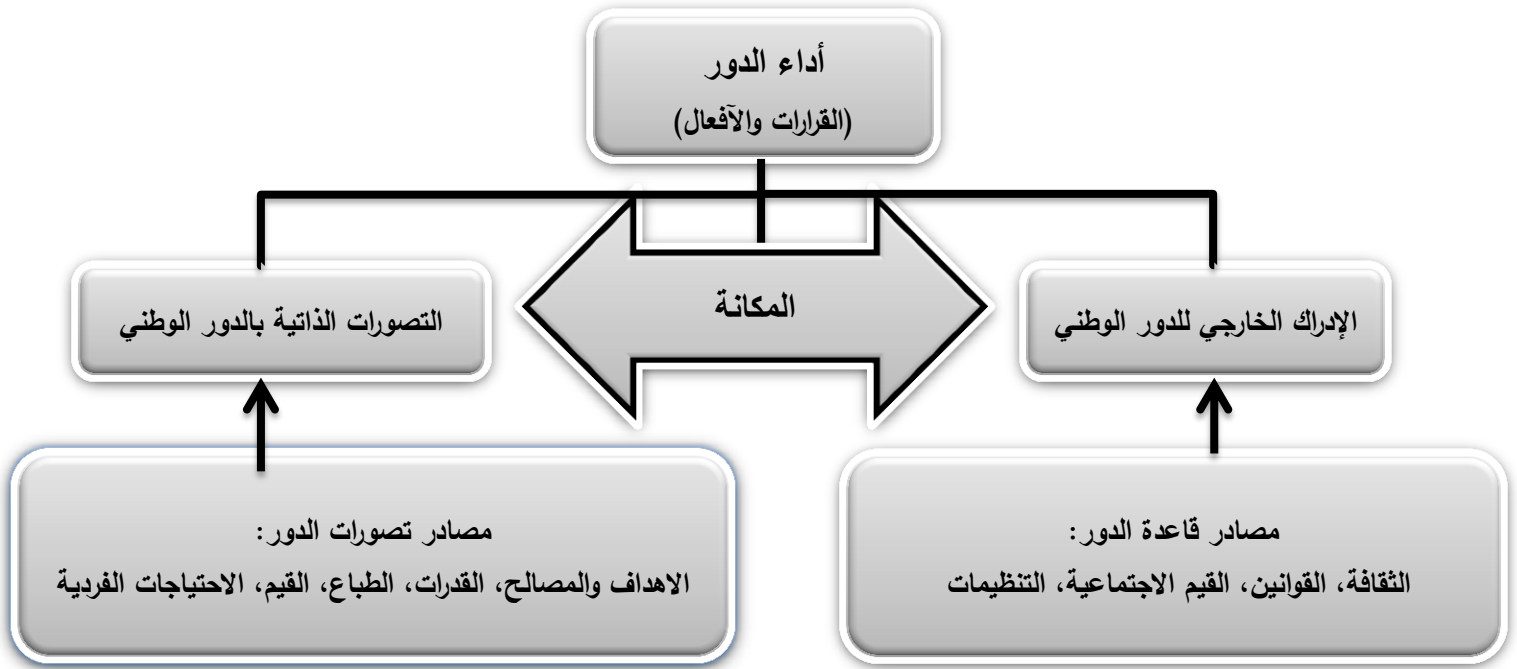 أداء الدور
(القرارات والآفعال)
المكانة
الإدراك الخارجي للدور الوطني
التصورات الذاتية بالدور الوطني
مصادر قاعدة الدور:
الثقافة، القوانين، القيم الاجتماعية، التنظيمات
مصادر تصورات الدور:
الاهداف والمصالح، القدرات، الطباع، القيم، الاحتياجات الفردية